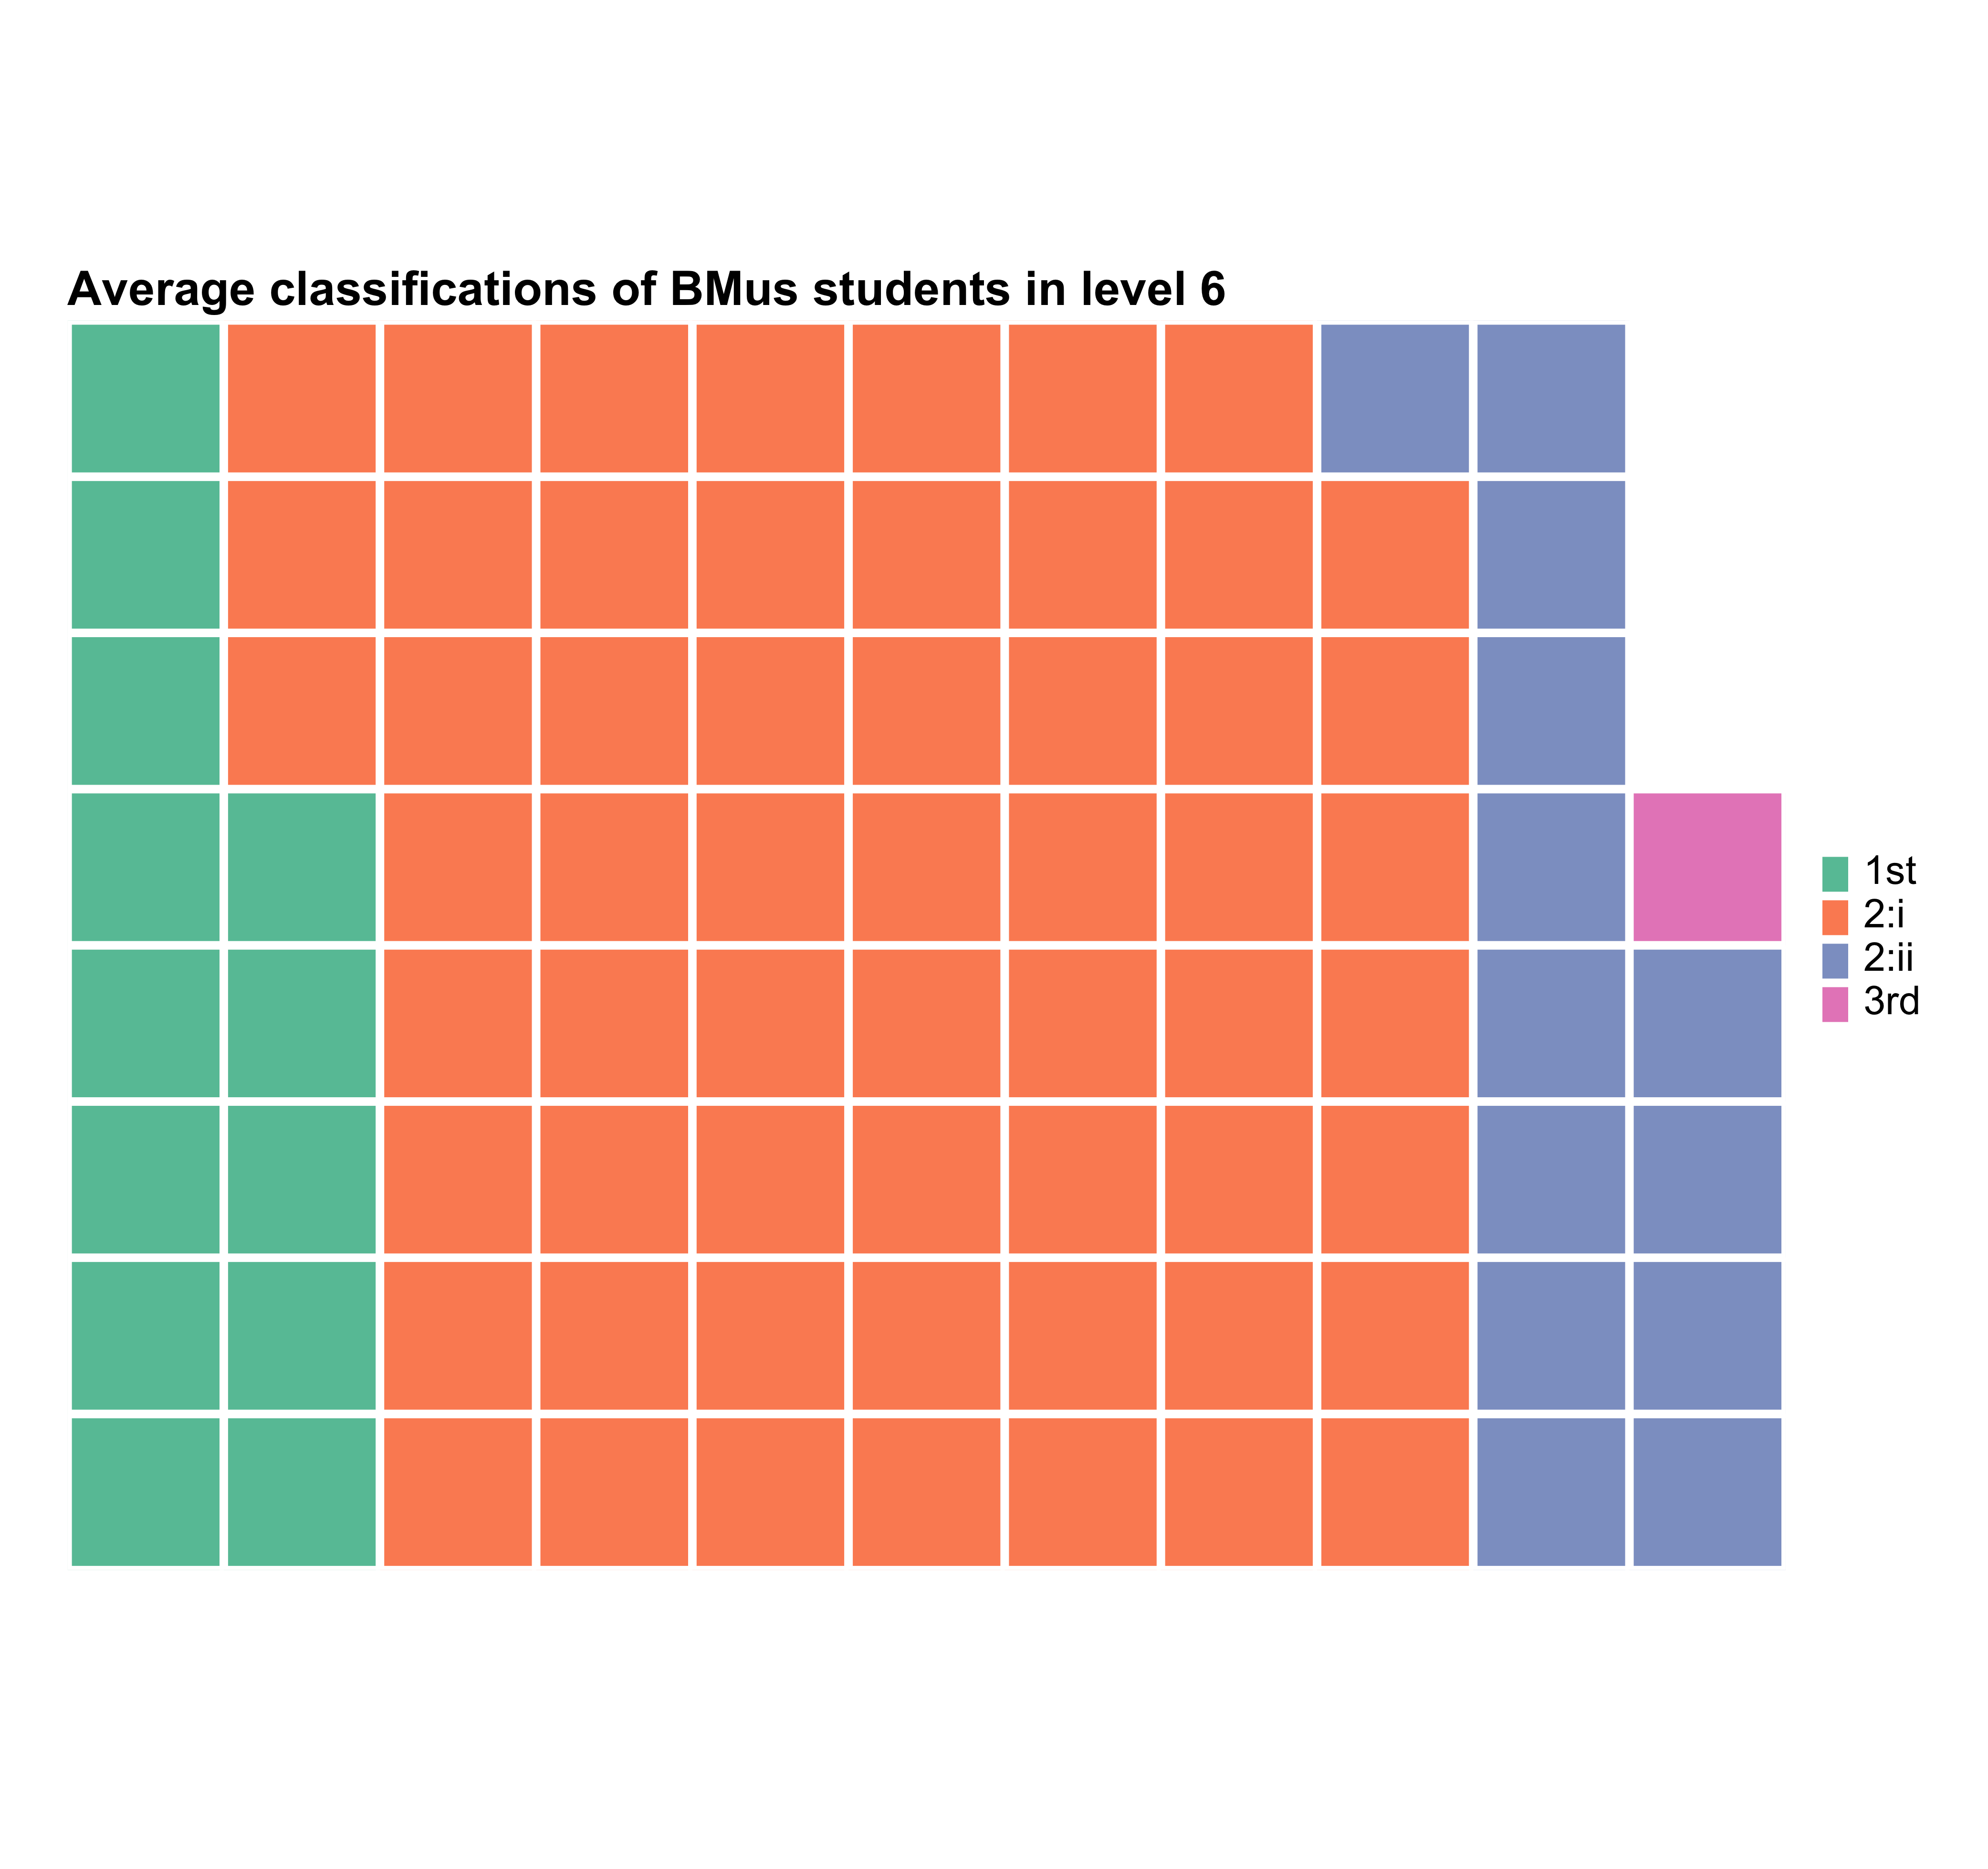 Average classifications of BMus students in level 6
1st
2:i
2:ii
3rd